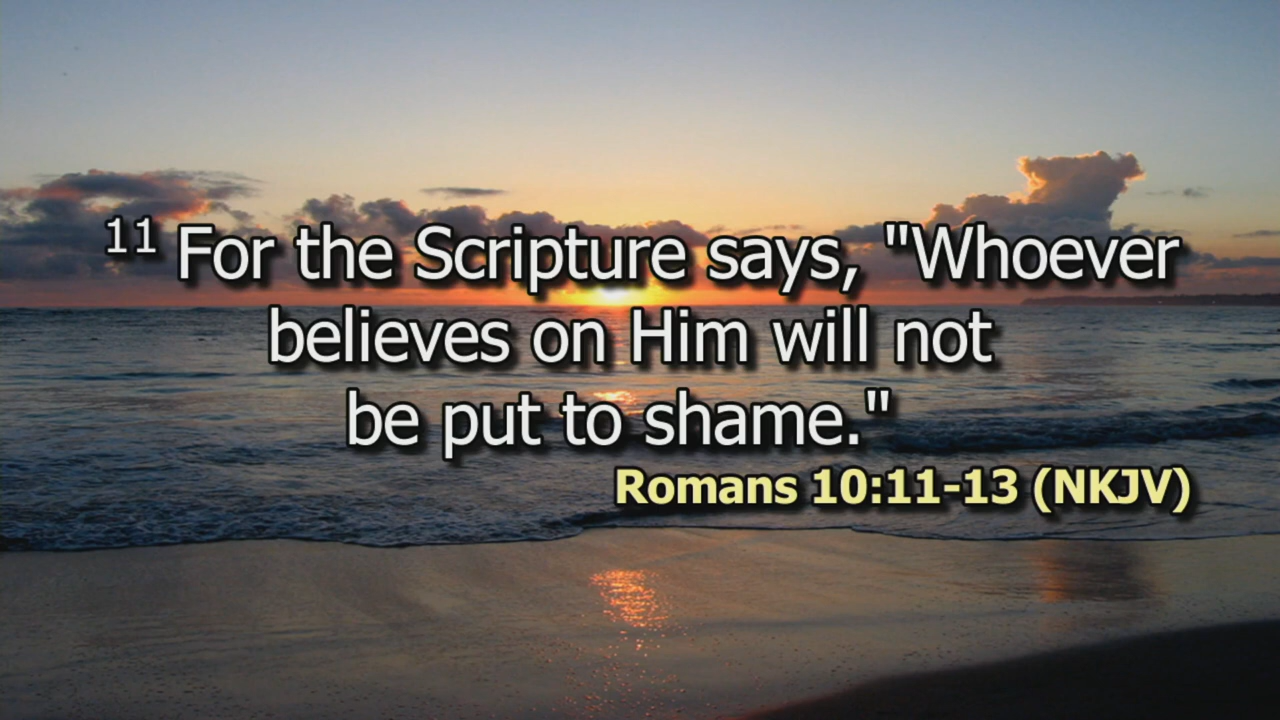 11 For the Scripture says, "Whoever
believes on Him will not
be put to shame."
Romans 10:11-13 (NKJV)